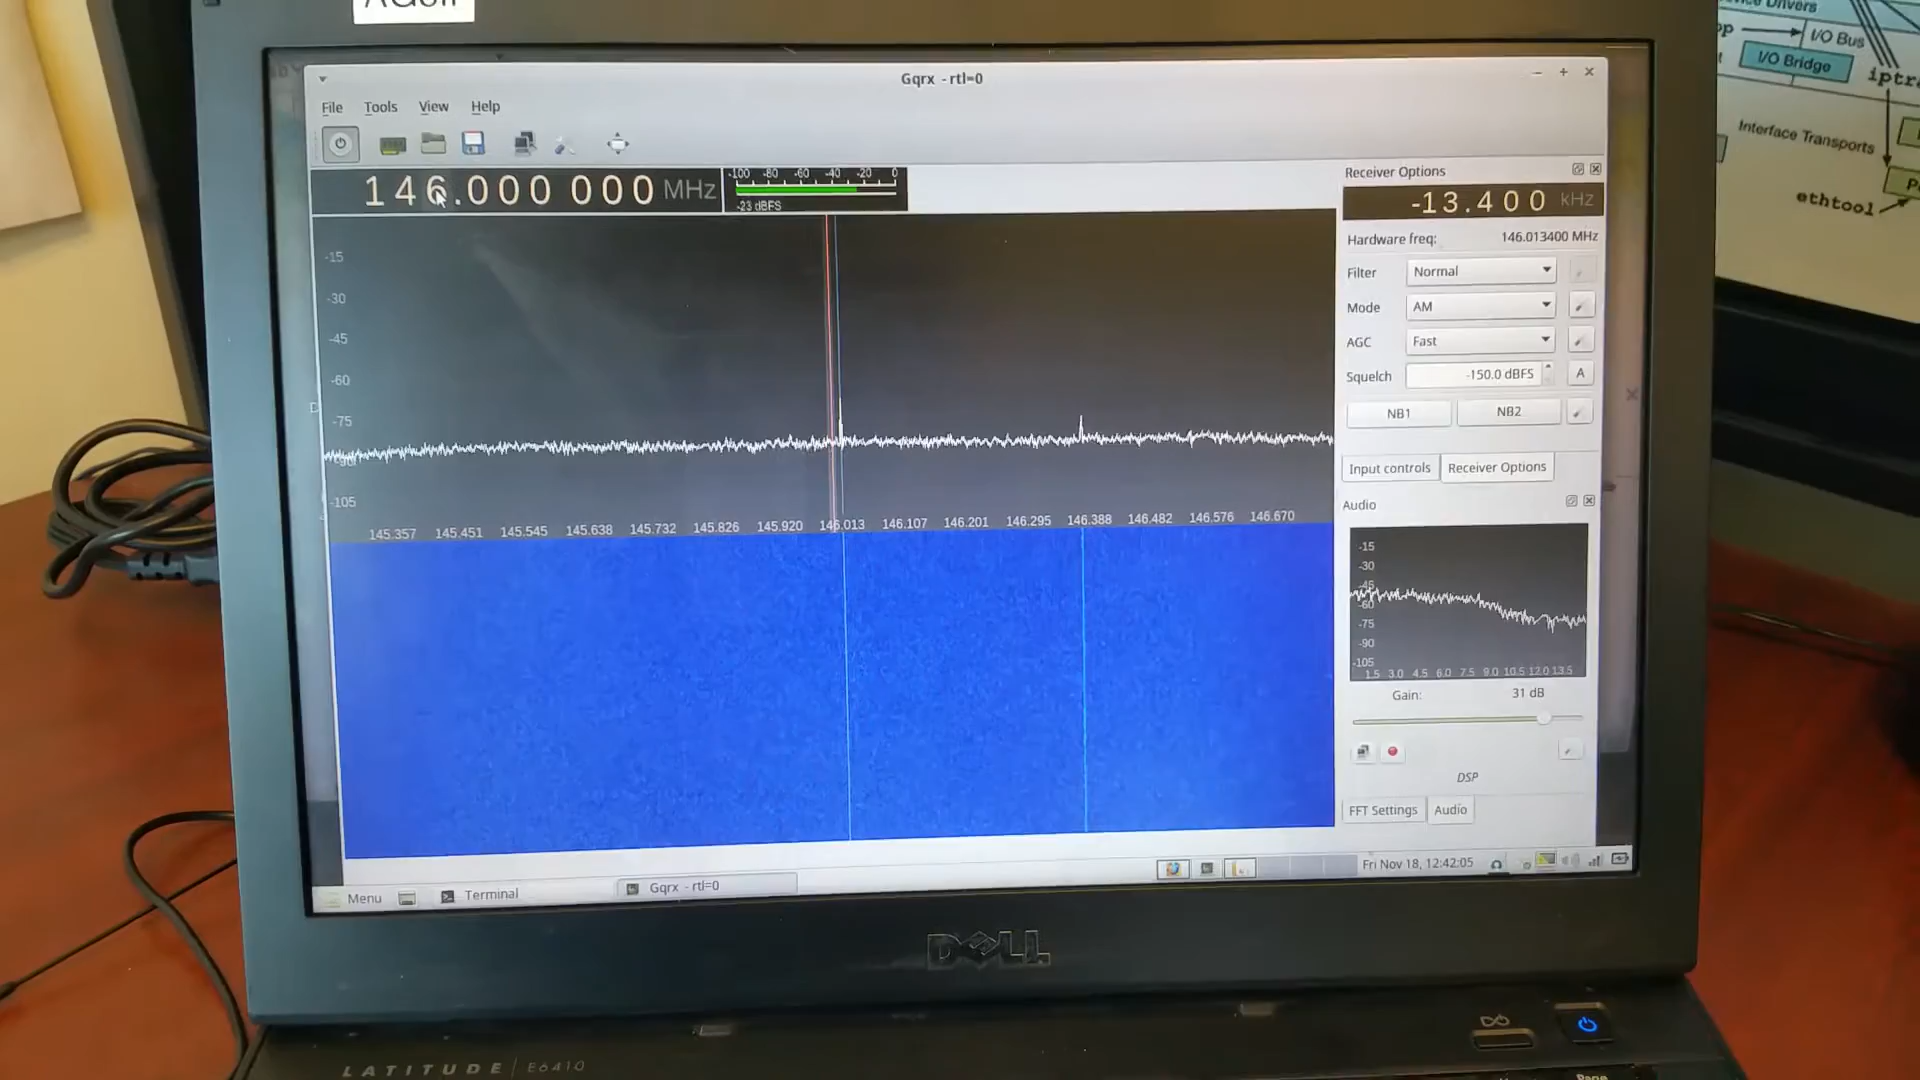 Device Drivers
I/O Bus
I/O Bridge
Interface Transports
ethtool
Gqrx - rtl=0
File Tools View Help
146.000 000 MHz
-100 -80 -60 -40 -20 0
-23 dBFS
Receiver Options
-13.400 kHz
Hardware freq: 146.013400 MHz
Filter Normal
Mode AM
AGC Fast
Squelch -150.0 dBFS A
NB1 NB2
Input controls Receiver Options
-15
-30
-45
-60
-75
-90
-105
145.357 145.451 145.545 145.638 145.732 145.826 145.920 146.013 146.107 146.201 146.295 146.388 146.482 146.576 146.670
Audio
-15
-30
-45
-60
-75
-90
-105
1.5 3.0 4.5 6.0 7.5 9.0 10.5 12.0 13.5
Gain: 31 dB
DSP
FFT Settings Audio
Menu Terminal Gqrx - rtl=0 Fri Nov 18, 12:42:05
DELL
LATITUDE E6410